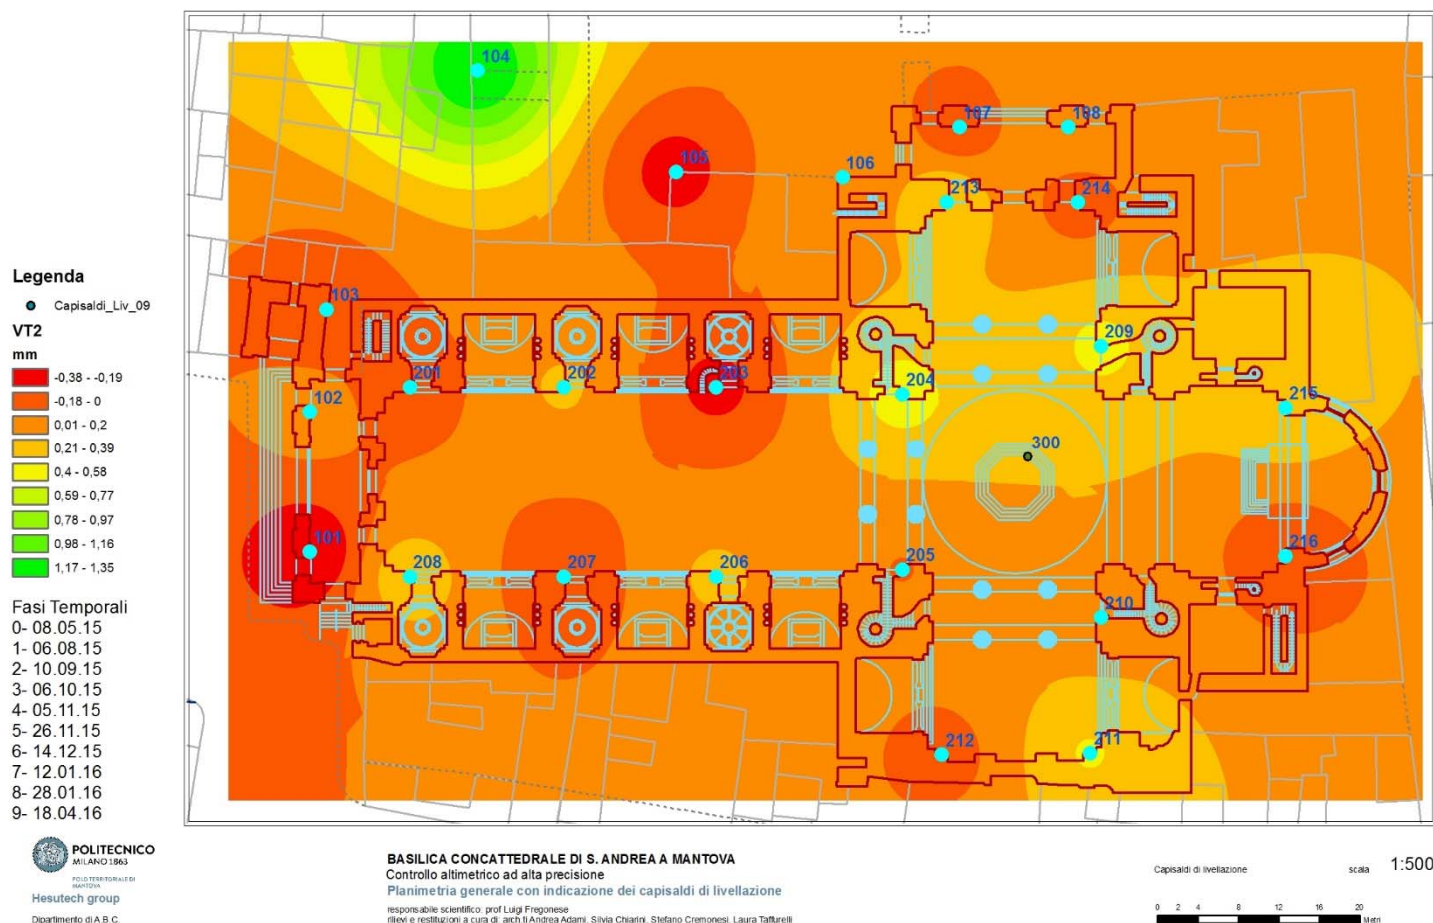 104
107
108
105
106
213
214
103
209
201
202
203
204
102
215
300
101
208
207
206
205
216
210
212
211
Legenda
Capisaldi_Liv_09
VT2
mm
-0,38 - -0,19
-0,18 - 0
0,01 - 0,2
0,21 - 0,39
0,4 - 0,58
0,59 - 0,77
0,78 - 0,97
0,98 - 1,16
1,17 - 1,35
Fasi Temporali
0- 08.05.15
1- 06.08.15
2- 10.09.15
3- 06.10.15
4- 05.11.15
5- 26.11.15
6- 14.12.15
7- 12.01.16
8- 28.01.16
9- 18.04.16
POLITECNICO
MILANO 1863
POLO TERRITORIALE DI
MANTOVA
Hesutech group
Dipartimento di A.B.C.
BASILICA CONCATTEDRALE DI S. ANDREA A MANTOVA
Controllo altimetrico ad alta precisione
Planimetria generale con indicazione dei capisaldi di livellazione
responsabile scientifico: prof Luigi Fregonese
rilievi e restituzioni a cura di: arch.ti Andrea Adami, Silvia Chiarini, Stefano Cremonesi, Laura Taffurelli
Capisaldi di livellazione scala 1:500
0 2 4 8 12 16 20
Metri